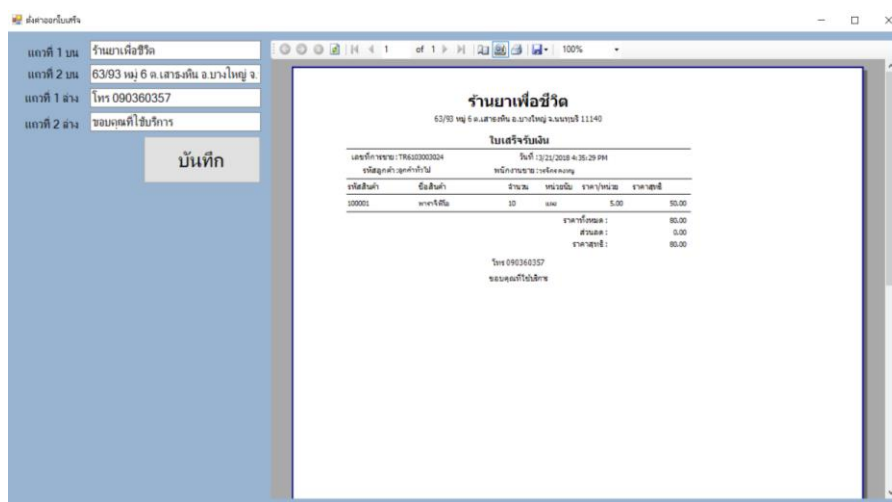 ตั้งค่าออกใบเสร็จ
แถวที่ 1 บน ร้านยาเพื่อชีวิต
แถวที่ 2 บน 63/93 หมู่ 6 ต.เสาธงหิน อ.บางใหญ่ จ.
แถวที่ 1 ล่าง โทร 090360357
แถวที่ 2 ล่าง ขอบคุณที่ใช้บริการ
บันทึก
1 of 1 100%
ร้านยาเพื่อชีวิต
63/93 หมู่ 6 ต.เสาธงหิน อ.บางใหญ่ จ.นนทบุรี 11140
ใบเสร็จรับเงิน
เลขที่การขาย : TR6103003024 วันที่ : 3/21/2018 4:35:29 PM
รหัสลูกค้า : ลูกค้าทั่วไป พนักงานขาย :
รหัสสินค้า ชื่อสินค้า จำนวน หน่วยนับ ราคา/หน่วย ราคาสุทธิ
100001 10 5.00 50.00
ราคาทั้งหมด : 80.00
ส่วนลด : 0.00
ราคาสุทธิ : 80.00
โทร 090360357
ขอบคุณที่ใช้บริการ